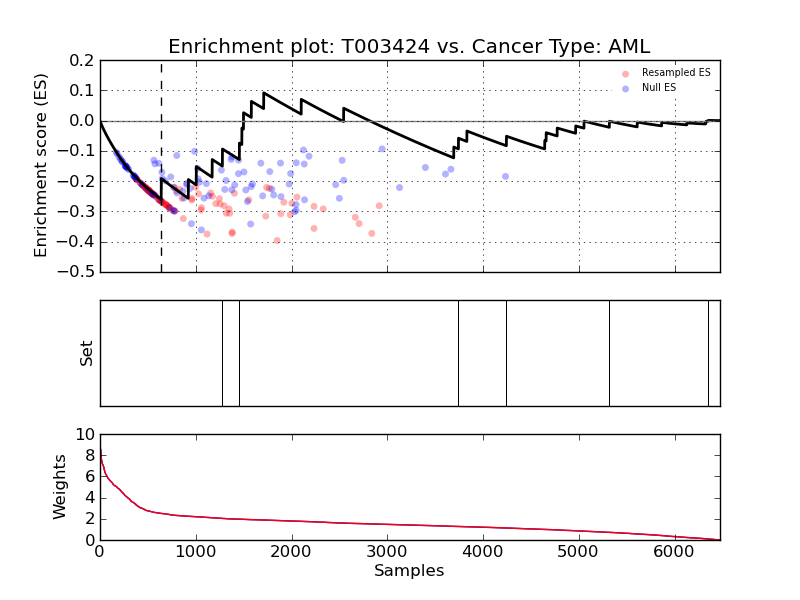 Enrichment plot: T003424 vs. Cancer Type: AML
Enrichment score (ES)
0.2
0.1
0.0
−0.1
−0.2
−0.3
−0.4
−0.5
Resampled ES
Null ES
Set
Weights
10
8
6
4
2
0
0 1000 2000 3000 4000 5000 6000
Samples